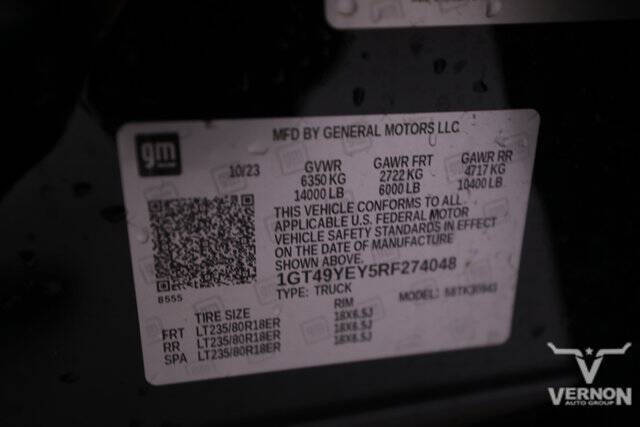 gm
MFD BY GENERAL MOTORS LLC
10/23 GVWR GAWR FRT GAWR RR
6350 KG 2722 KG 4717 KG
14000 LB 6000 LB 10400 LB
THIS VEHICLE CONFORMS TO ALL
APPLICABLE U.S. FEDERAL MOTOR
VEHICLE SAFETY STANDARDS IN EFFECT
ON THE DATE OF MANUFACTURE
SHOWN ABOVE.
1GT49YEY5RF274048
8555 TYPE: TRUCK MODEL:
TIRE SIZE RIM
FRT LT235/80R18ER 18X6.5J
RR LT235/80R18ER 18X6.5J
SPA LT235/80R18ER 18X6.5J
VERNON
AUTO GROUP